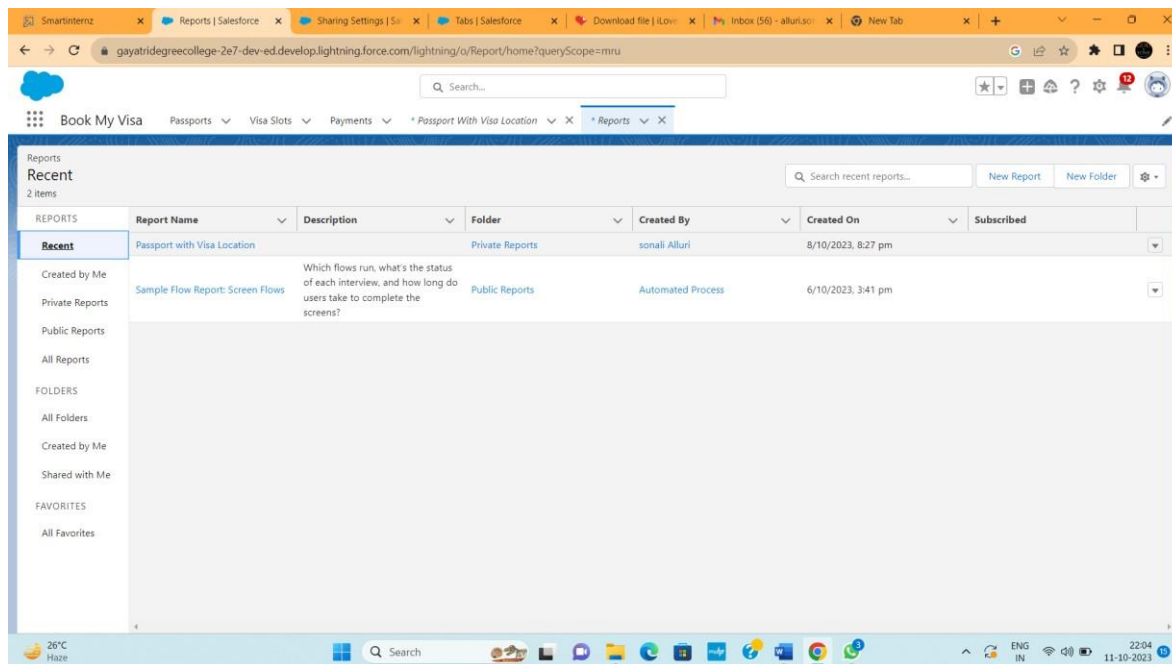 Smartinternz
Reports | Salesforce
Sharing Settings | Sa
Tabs | Salesforce
Download file | iLove
Inbox (56) - alluri.so
New Tab
gayatridegreecollege-2e7-dev-ed.develop.lightning.force.com/lightning/o/Report/home?queryScope=mru
Search...
12
Book My Visa
Passports
Visa Slots
Payments
* Passport With Visa Location
* Reports
Reports
Recent
2 items
Search recent reports...
New Report
New Folder
REPORTS
Report Name
Description
Folder
Created By
Created On
Subscribed
Recent
Passport with Visa Location
Private Reports
sonali Alluri
8/10/2023, 8:27 pm
Created by Me
Sample Flow Report: Screen Flows
Which flows run, what's the status
of each interview, and how long do
users take to complete the
screens?
Public Reports
Automated Process
6/10/2023, 3:41 pm
Private Reports
Public Reports
All Reports
FOLDERS
All Folders
Created by Me
Shared with Me
FAVORITES
All Favorites
26°C
Haze
Search
3
ENG
IN
22:04
11-10-2023
15